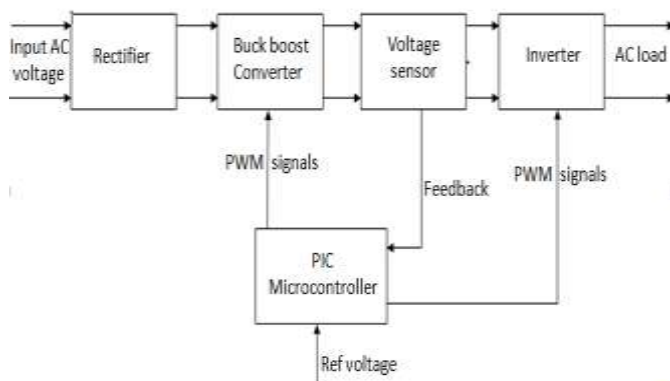 Input AC
voltage
Rectifier
Buck boost
Converter
Voltage
sensor
Inverter
AC load
PWM signals
Feedback
PWM signals
PIC
Microcontroller
Ref voltage